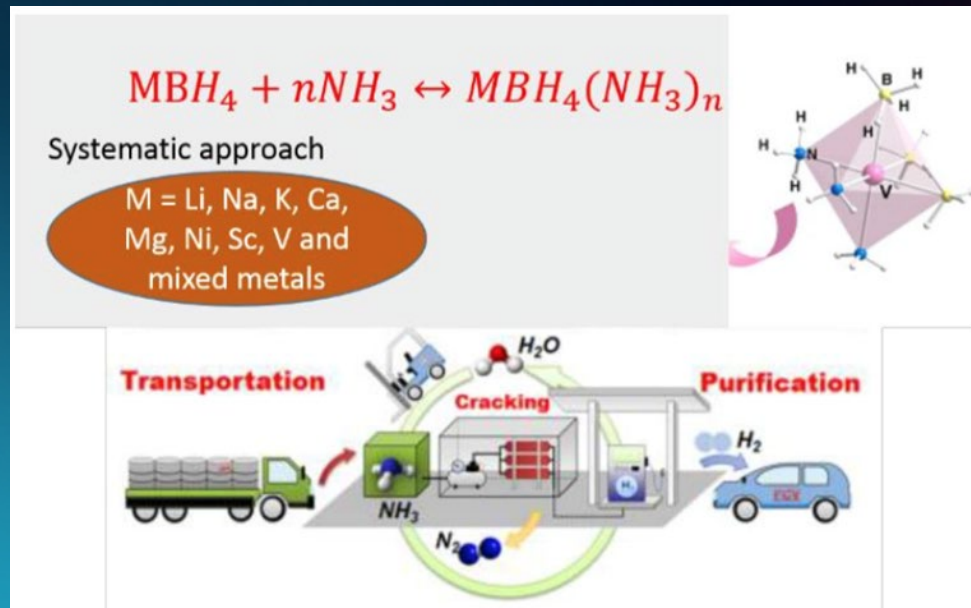 MBH₄ + nNH₃ ↔ MBH₄(NH₃)ₙ
Systematic approach
M = Li, Na, K, Ca,
Mg, Ni, Sc, V and
mixed metals
H
B
H
H
H
H
H
N
H
V
Transportation
H₂O
Cracking
Purification
H₂
NH₃
N₂
H₂